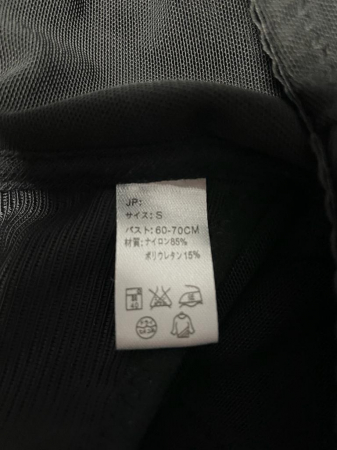 JP:
サイズ: S
バスト: 60-70CM
材質: ナイロン85%
ポリウレタン15%